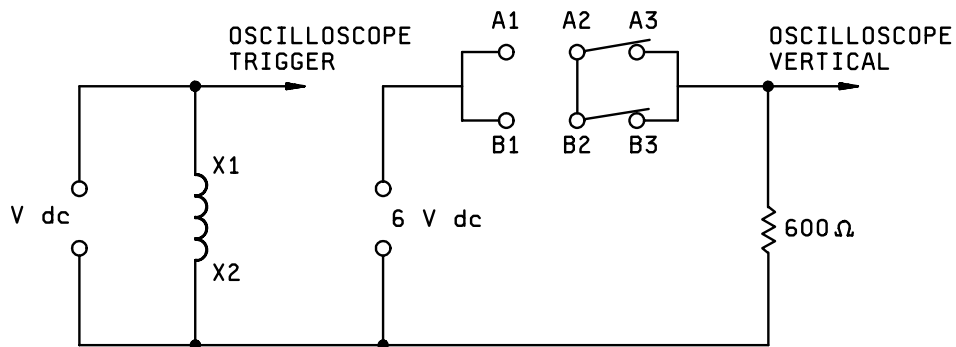 OSCILLOSCOPE
TRIGGER
A1
A2
A3
OSCILLOSCOPE
VERTICAL
B1
B2
B3
X1
V dc
6 V dc
600Ω
X2